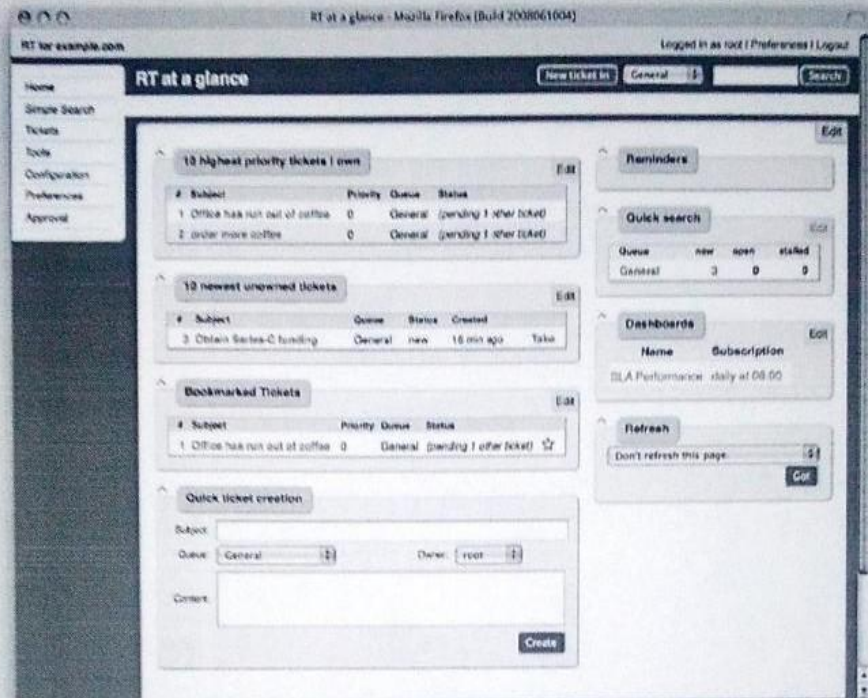 RT at a glance - Mozilla Firefox (Build 2008061004)
RT for example.com
Logged in as root | Preferences | Logout
Home
Simple Search
Tickets
Tools
Configuration
Preferences
Approval
RT at a glance
New ticket in
General
Search
Edit
10 highest priority tickets I own
Edit
# Subject Priority Queue Status
1 Office has run out of coffee 0 General (pending 1 other ticket)
2 order more coffee 0 General (pending 1 other ticket)
10 newest unowned tickets
Edit
# Subject Queue Status Created
3 Obtain Series-C funding General new 16 min ago Take
Bookmarked Tickets
Edit
# Subject Priority Queue Status
1 Office has run out of coffee 0 General (pending 1 other ticket)
Quick ticket creation
Subject:
Queue: General Owner: root
Content:
Create
Reminders
Quick search
Edit
Queue new open stalled
General 3 0 0
Dashboards
Edit
Name Subscription
SLA Performance daily at 06:00
Refresh
Don't refresh this page.
Go!